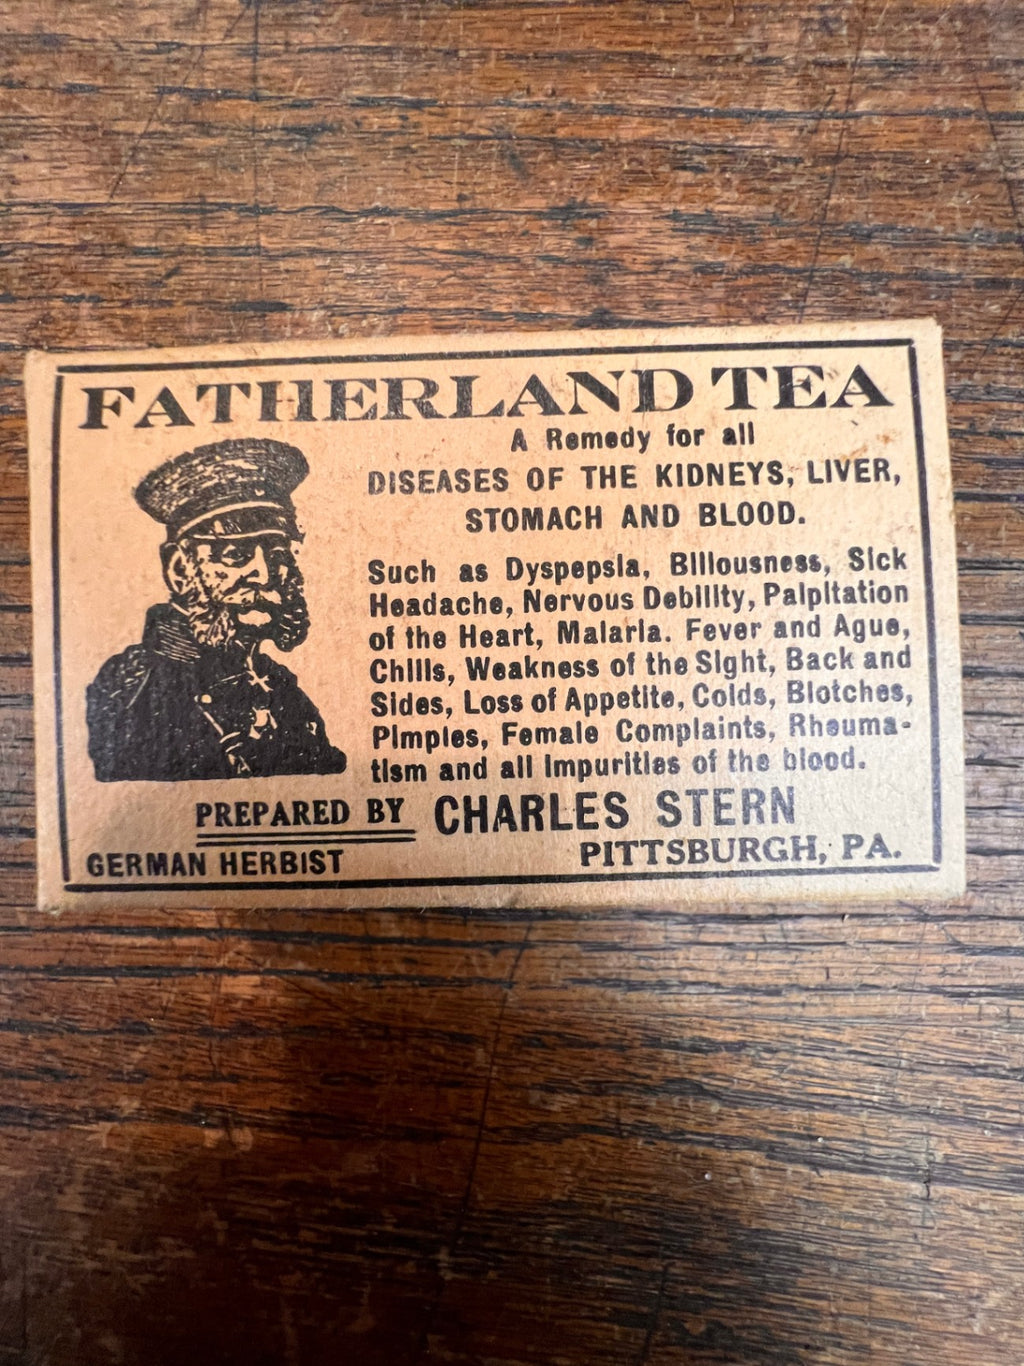 FATHERLAND TEA
A Remedy for all
DISEASES OF THE KIDNEYS, LIVER,
STOMACH AND BLOOD.
Such as Dyspepsia, Biliousness, Sick
Headache, Nervous Debility, Palpitation
of the Heart, Malaria. Fever and Ague,
Chills, Weakness of the Sight, Back and
Sides, Loss of Appetite, Colds, Blotches,
Pimples, Female Complaints, Rheuma-
tism and all impurities of the blood.
PREPARED BY CHARLES STERN
GERMAN HERBIST PITTSBURGH, PA.